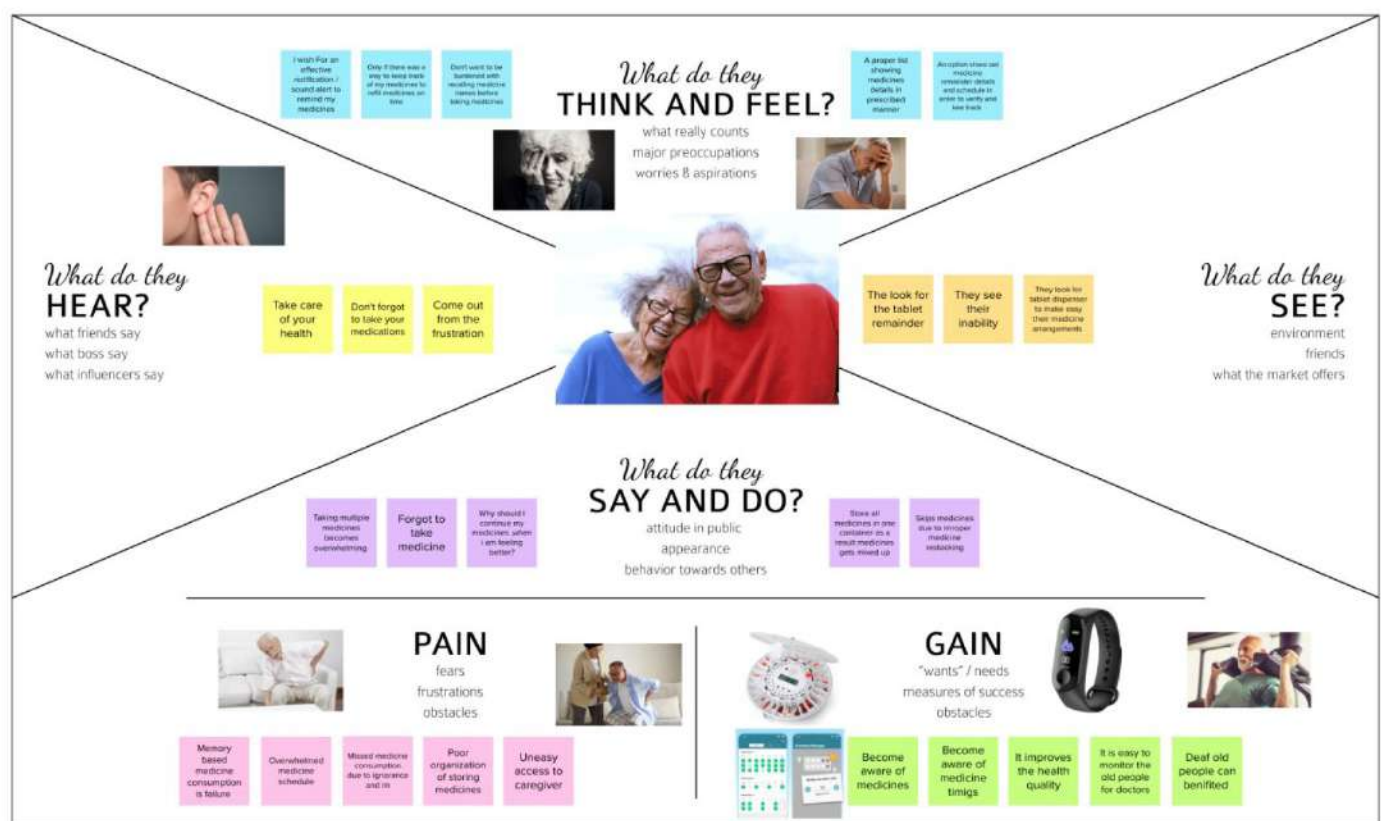 I wish For an
effective
notification /
sound alert to
remind my
medicines
Only if there was a
way to keep track
of my medicines to
refill medicines on
time
Don't want to be
burdened with
recalling medicine
names before
taking medicines
What do they
THINK AND FEEL?
what really counts
major preoccupations
worries & aspirations
A proper list
showing
medicines
details in
prescribed
manner
An option
medicine
details
and schedule in
order to verify and
track
What do they
HEAR?
what friends say
what boss say
what influencers say
Take care
of your
health
Don't forgot
to take your
medications
Come out
from the
frustration
The look for
the tablet
remainder
They see
their
inability
They look for
tablet dispenser
to make easy
their medicine
arrangements
What do they
SEE?
environment
friends
what the market offers
What do they
SAY AND DO?
attitude in public
appearance
behavior towards others
Taking multiple
medicines
becomes
overwhelming
Forgot to
take
medicine
Why should I
continue my
medicines when
i am feeling
better?
Store all
medicines in one
container as a
result medicines
gets mixed up
Skips medicines
due to
medicine
restocking
PAIN
fears
frustrations
obstacles
Memory
based
medicine
consumption
is failure
Overwhelmed
medicine
schedule
Missed medicine
consumption
due to ignorance
and
Poor
organization
of storing
medicines
Uneasy
access to
caregiver
GAIN
"wants" / needs
measures of success
obstacles
Become
aware of
medicines
Become
aware of
medicine
timigs
It improves
the health
quality
It is easy to
monitor the
old people
for doctors
Deaf old
people can
benifited